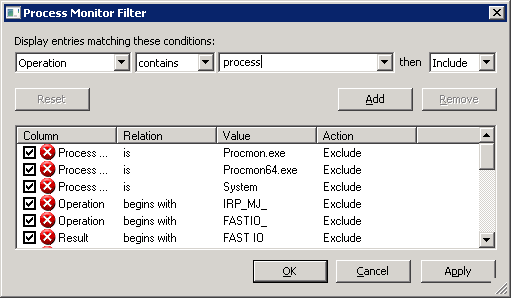 Process Monitor Filter
Display entries matching these conditions:
Operation contains process then Include
Reset Add Remove
Column Relation Value Action
Process ... is Procmon.exe Exclude
Process ... is Procmon64.exe Exclude
Process ... is System Exclude
Operation begins with IRP_MJ_ Exclude
Operation begins with FASTIO_ Exclude
Result begins with FAST IO Exclude
OK Cancel Apply